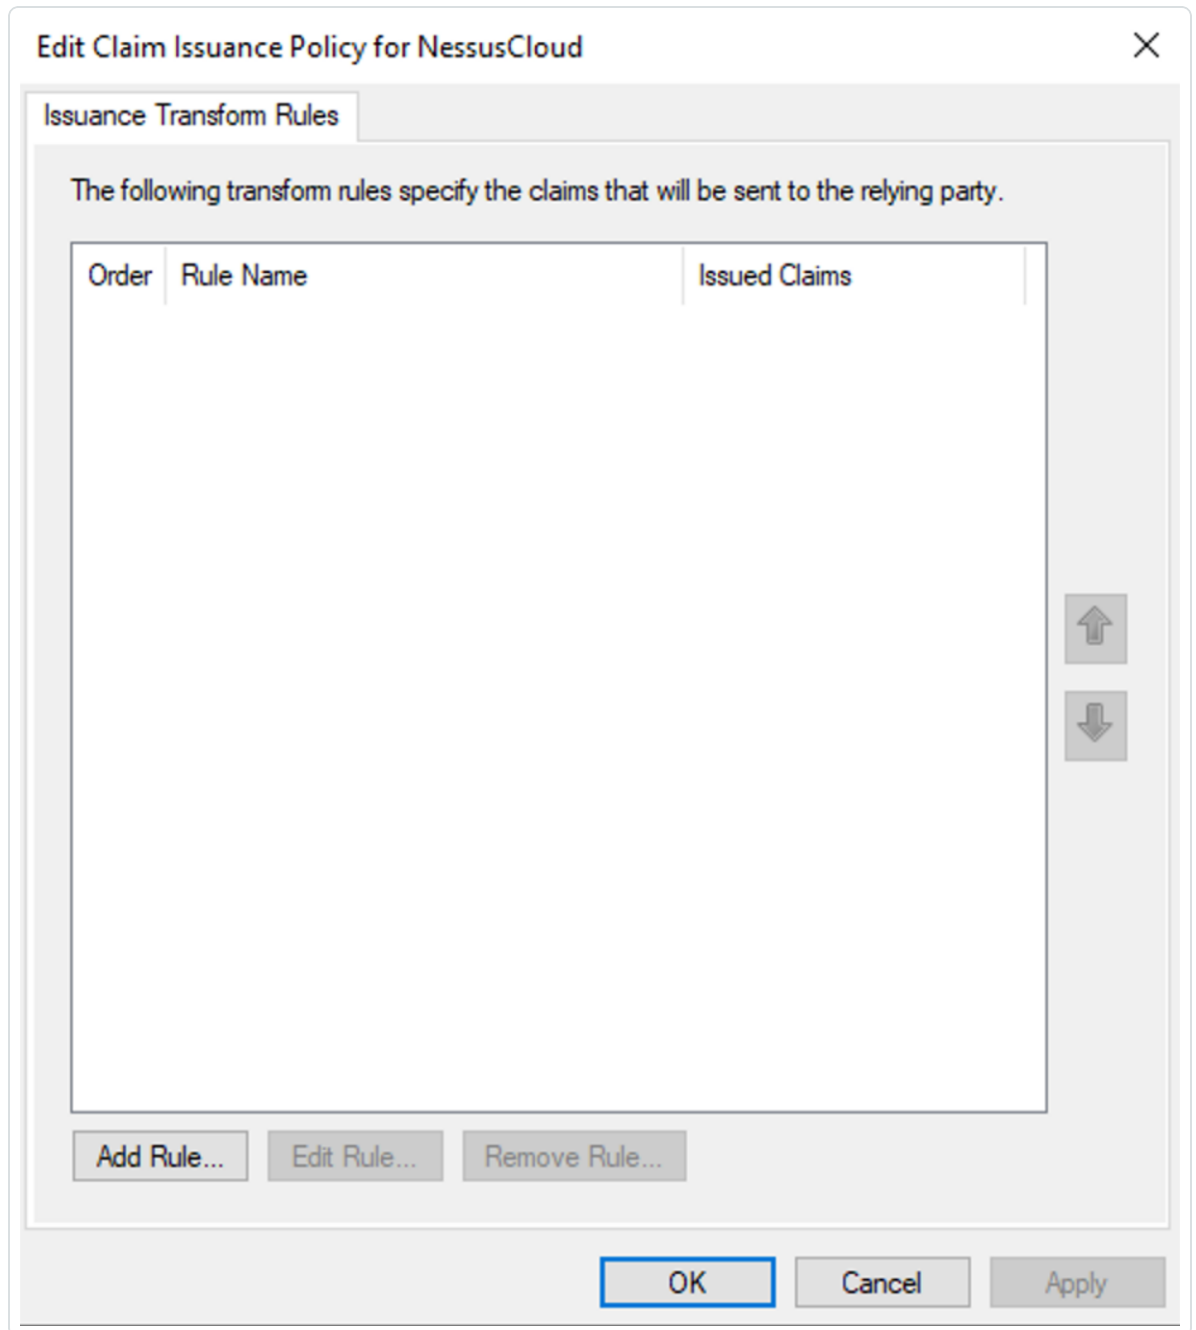 Edit Claim Issuance Policy for NessusCloud
Issuance Transform Rules
The following transform rules specify the claims that will be sent to the relying party.
Order Rule Name Issued Claims
Add Rule... Edit Rule... Remove Rule...
OK Cancel Apply